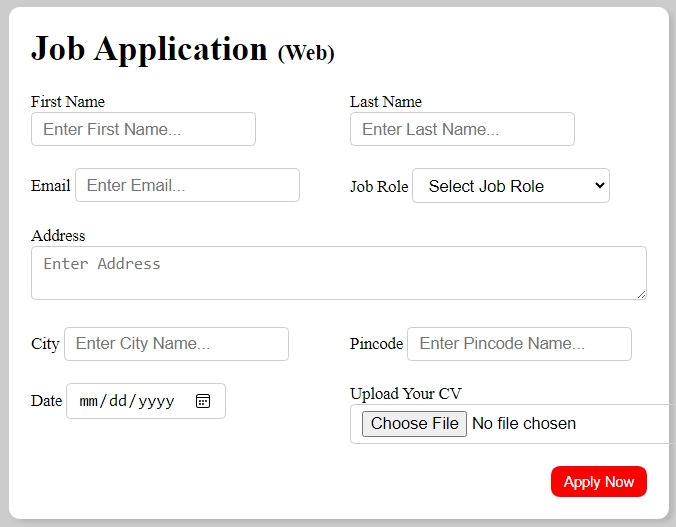 Job Application (Web)
First Name Last Name
Enter First Name... Enter Last Name...
Email Enter Email... Job Role Select Job Role
Address
Enter Address
City Enter City Name... Pincode Enter Pincode Name...
Date mm/dd/yyyy Upload Your CV
Choose File No file chosen
Apply Now